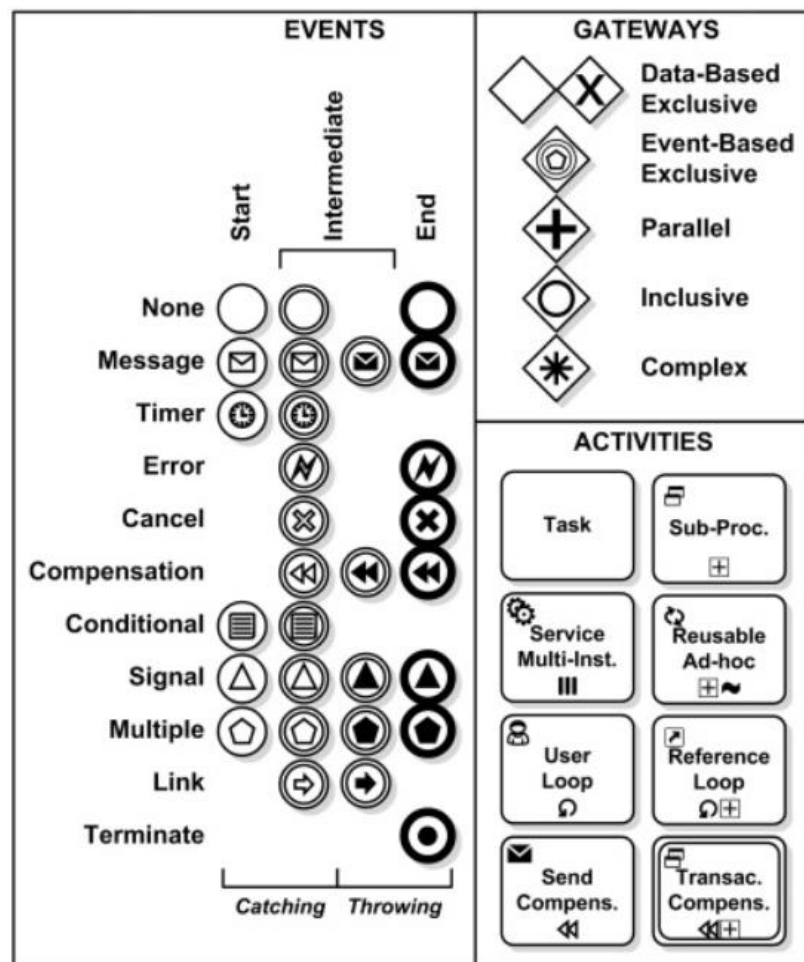 EVENTS
Start
Intermediate
End
None
Message
Timer
Error
Cancel
Compensation
Conditional
Signal
Multiple
Link
Terminate
Catching
Throwing
GATEWAYS
X
Data-Based
Exclusive
Event-Based
Exclusive
Parallel
Inclusive
Complex
ACTIVITIES
Task
Sub-Proc.
Service
Multi-Inst.
Reusable
Ad-hoc
User
Loop
Reference
Loop
Send
Compens.
Transac.
Compens.